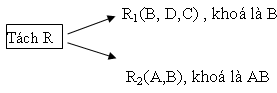 R1(B, D,C) , khoá là B
Tách R
R2(A,B), khoá là AB